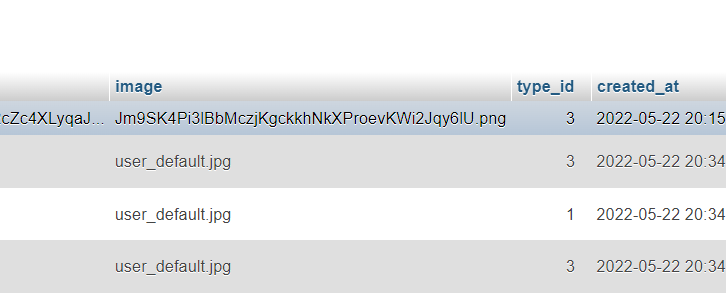 image type_id created_at
cZc4XLyqaJ... Jm9SK4Pi3lBbMczjKgckkhNkXProevKWi2Jqy6lU.png 3 2022-05-22 20:15
user_default.jpg 3 2022-05-22 20:34
user_default.jpg 1 2022-05-22 20:34
user_default.jpg 3 2022-05-22 20:34